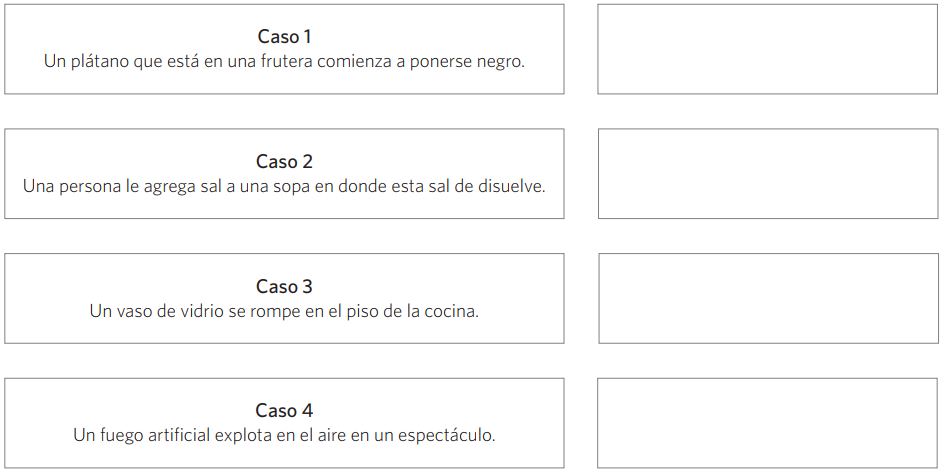 Caso 1
Un plátano que está en una frutera comienza a ponerse negro.
Caso 2
Una persona le agrega sal a una sopa en donde esta sal de disuelve.
Caso 3
Un vaso de vidrio se rompe en el piso de la cocina.
Caso 4
Un fuego artificial explota en el aire en un espectáculo.